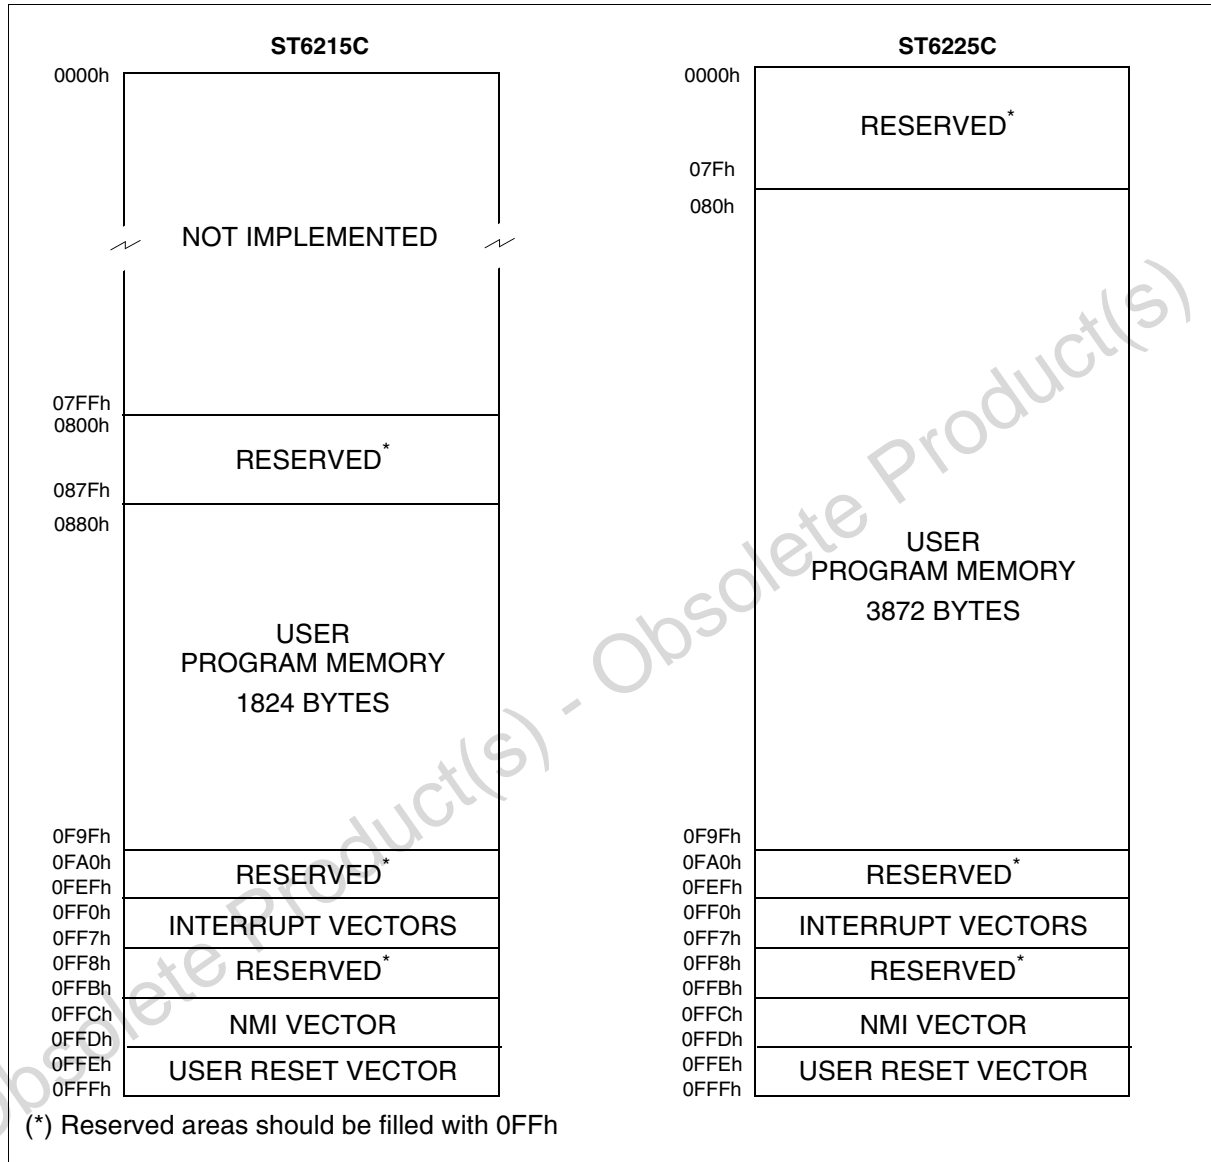 ST6215C
0000h
NOT IMPLEMENTED
07FFh
0800h
RESERVED*
087Fh
0880h
USER
PROGRAM MEMORY
1824 BYTES
0F9Fh
0FA0h
RESERVED*
0FEFh
0FF0h
INTERRUPT VECTORS
0FF7h
0FF8h
RESERVED*
0FFBh
0FFCh
NMI VECTOR
0FFDh
0FFEh
USER RESET VECTOR
0FFFh
ST6225C
0000h
RESERVED*
07Fh
080h
USER
PROGRAM MEMORY
3872 BYTES
0F9Fh
0FA0h
RESERVED*
0FEFh
0FF0h
INTERRUPT VECTORS
0FF7h
0FF8h
RESERVED*
0FFBh
0FFCh
NMI VECTOR
0FFDh
0FFEh
USER RESET VECTOR
0FFFh
(*) Reserved areas should be filled with 0FFh
Obsolete Product(s) - Obsolete Product(s)